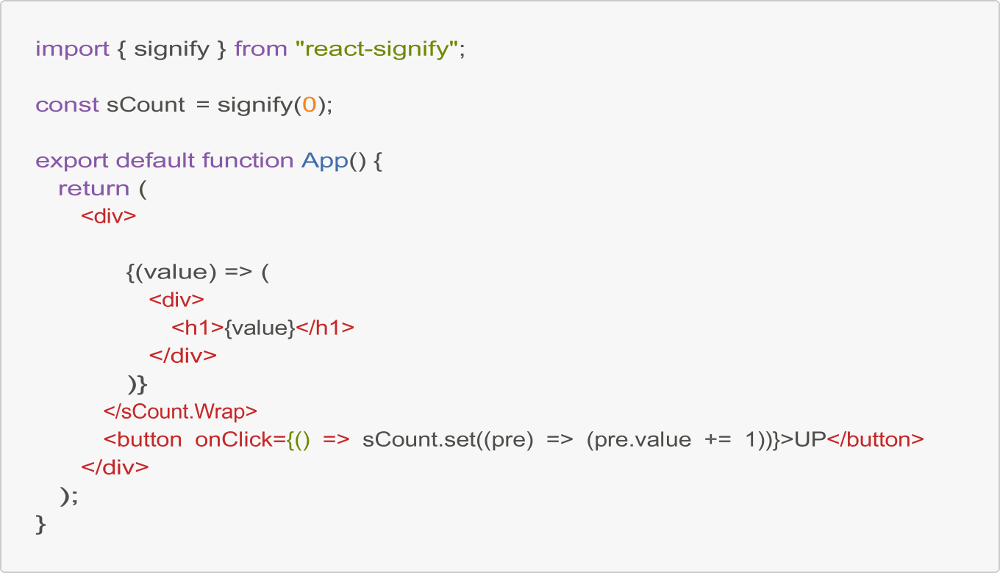 import { signify } from "react-signify";
const sCount = signify(0);
export default function App() {
return (
<div>
{(value) => (
<div>
<h1>{value}</h1>
</div>
)}
</sCount.Wrap>
<button onClick={() => sCount.set((pre) => (pre.value += 1))}>UP</button>
</div>
);
}